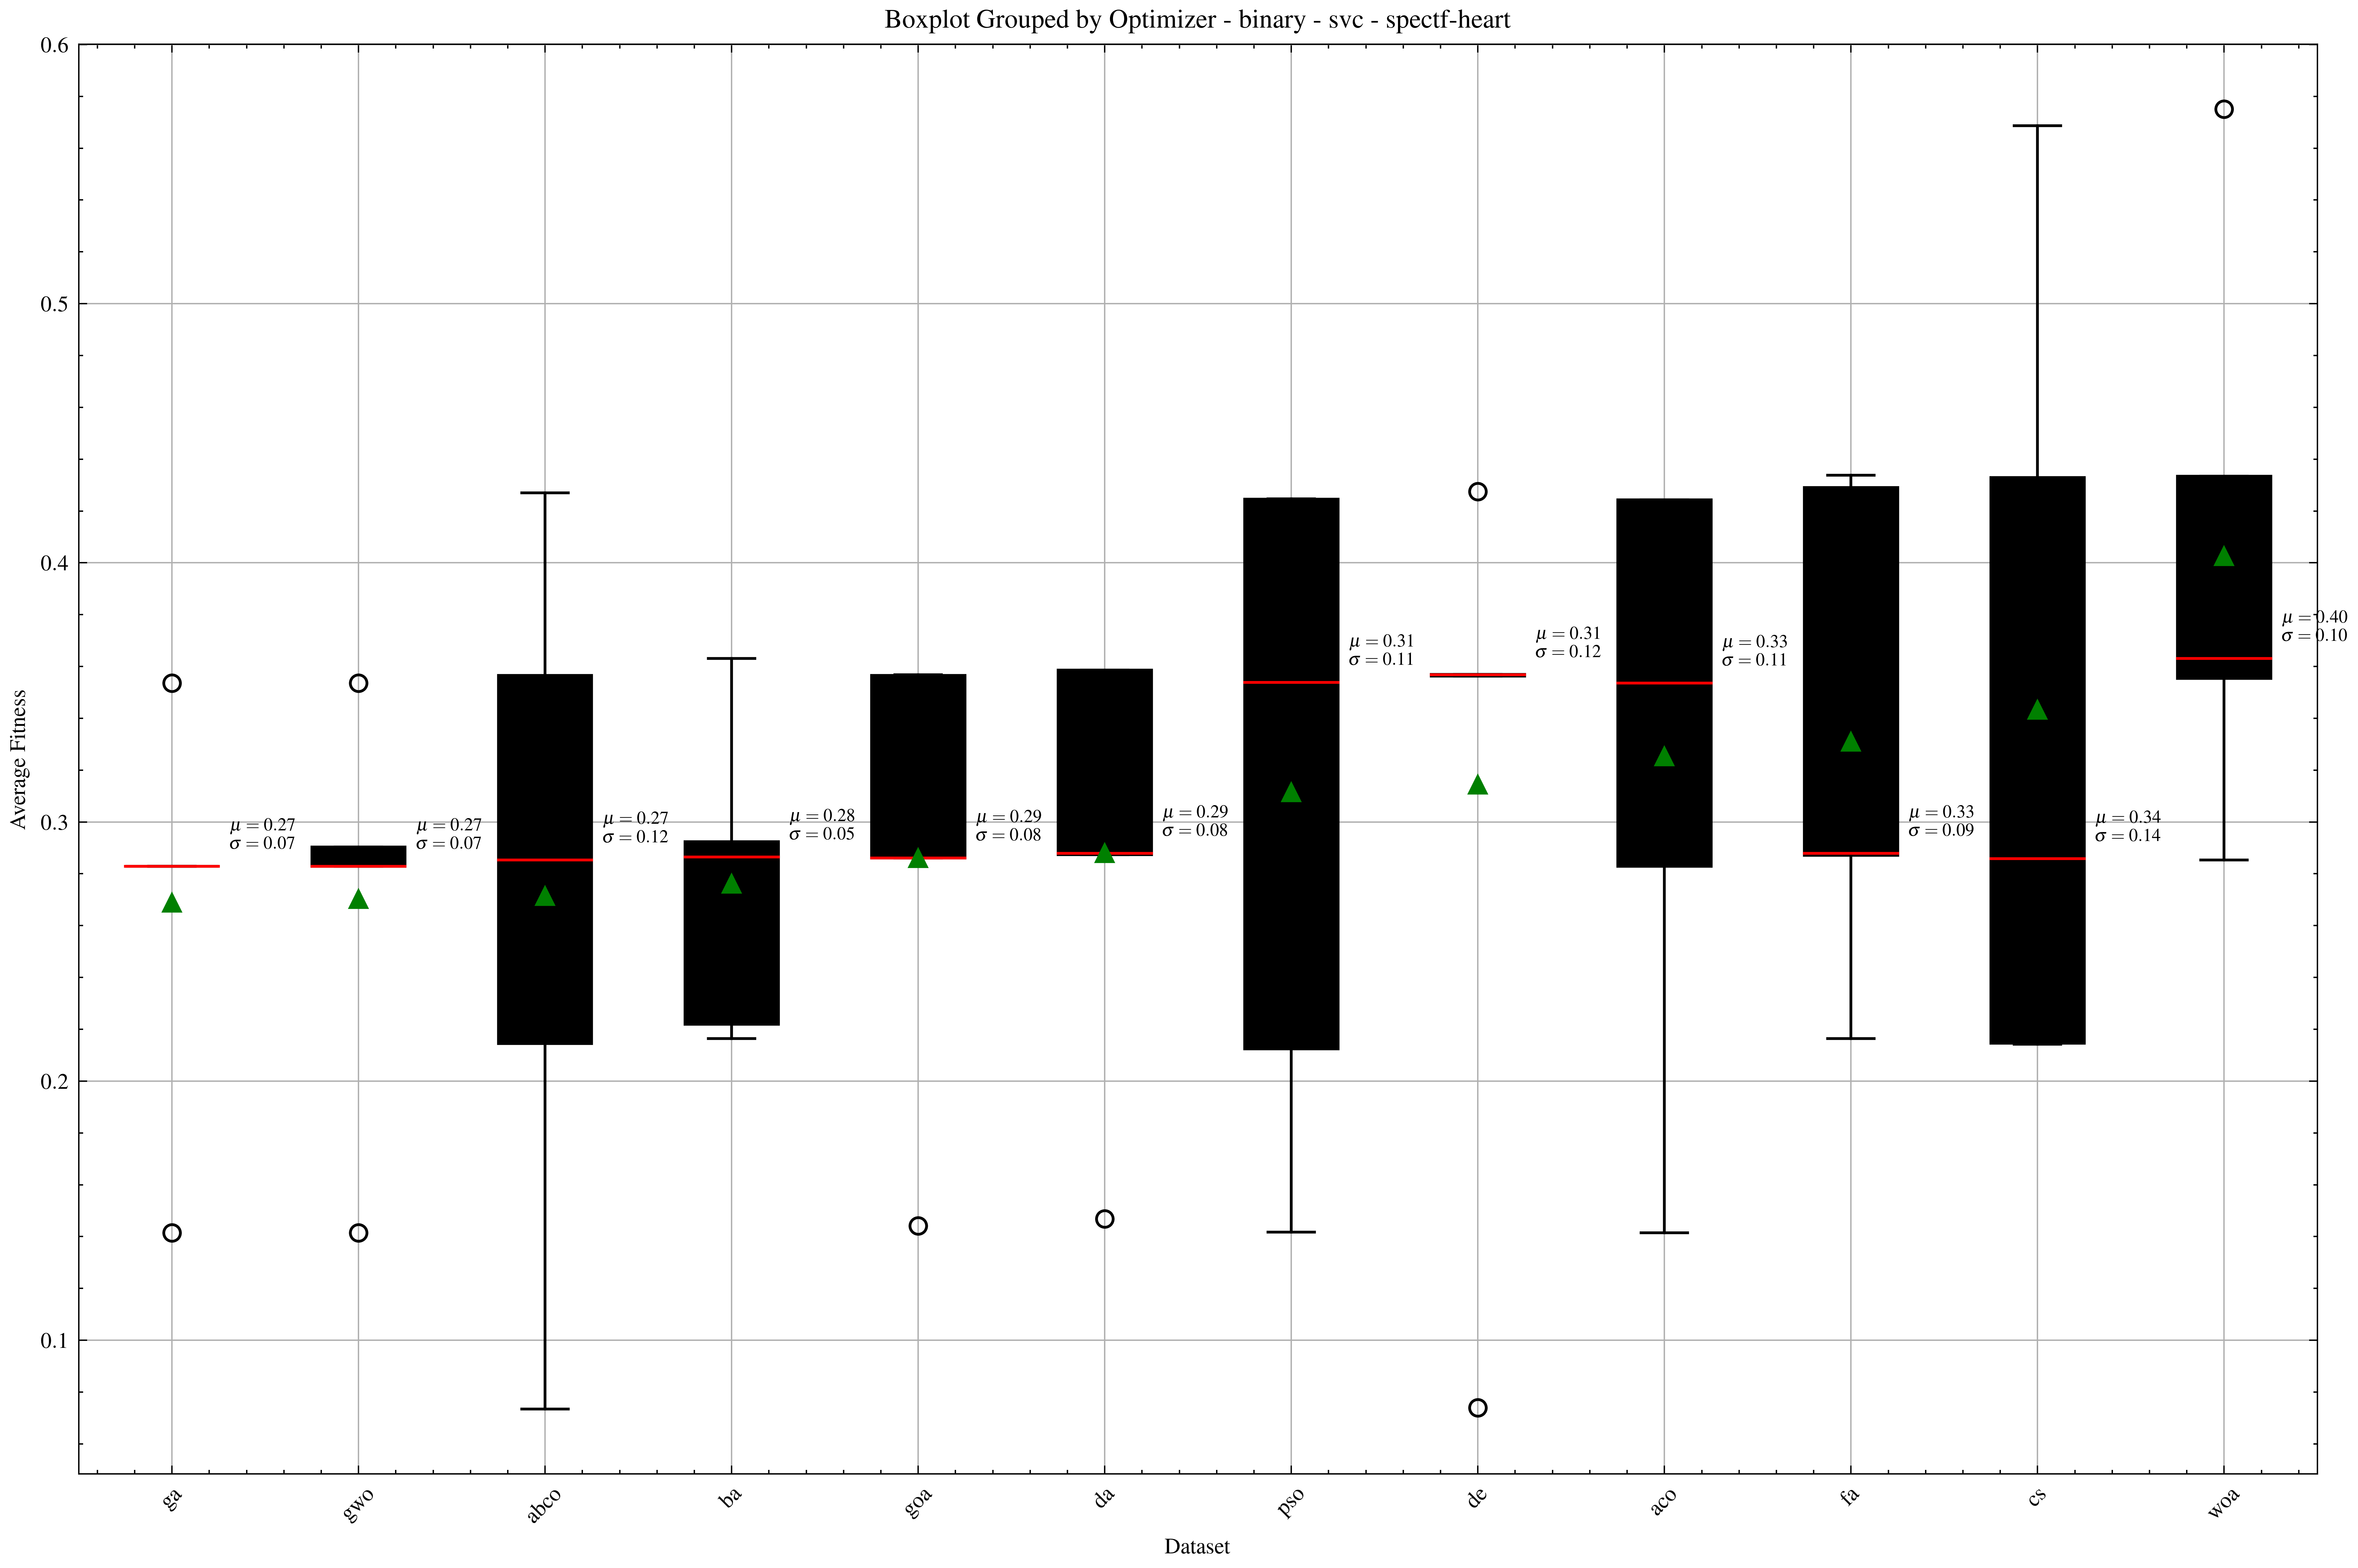 Boxplot Grouped by Optimizer - binary - svc - spectf-heart
0.6
0.5
0.4
0.3
0.2
0.1
Average Fitness
μ = 0.27
σ = 0.07
μ = 0.27
σ = 0.07
μ = 0.27
σ = 0.12
μ = 0.28
σ = 0.05
μ = 0.29
σ = 0.08
μ = 0.29
σ = 0.08
μ = 0.31
σ = 0.11
μ = 0.31
σ = 0.12
μ = 0.33
σ = 0.11
μ = 0.33
σ = 0.09
μ = 0.34
σ = 0.14
μ = 0.40
σ = 0.10
ga
gwo
abco
ba
goa
da
pso
de
aco
fa
cs
woa
Dataset